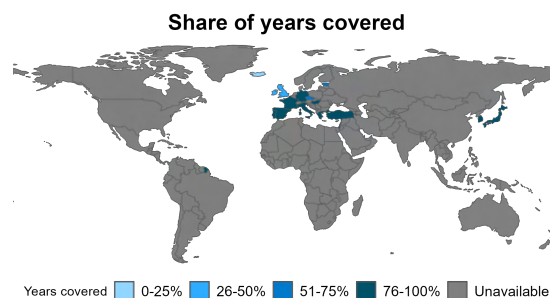 Share of years covered
Years covered 0-25% 26-50% 51-75% 76-100% Unavailable